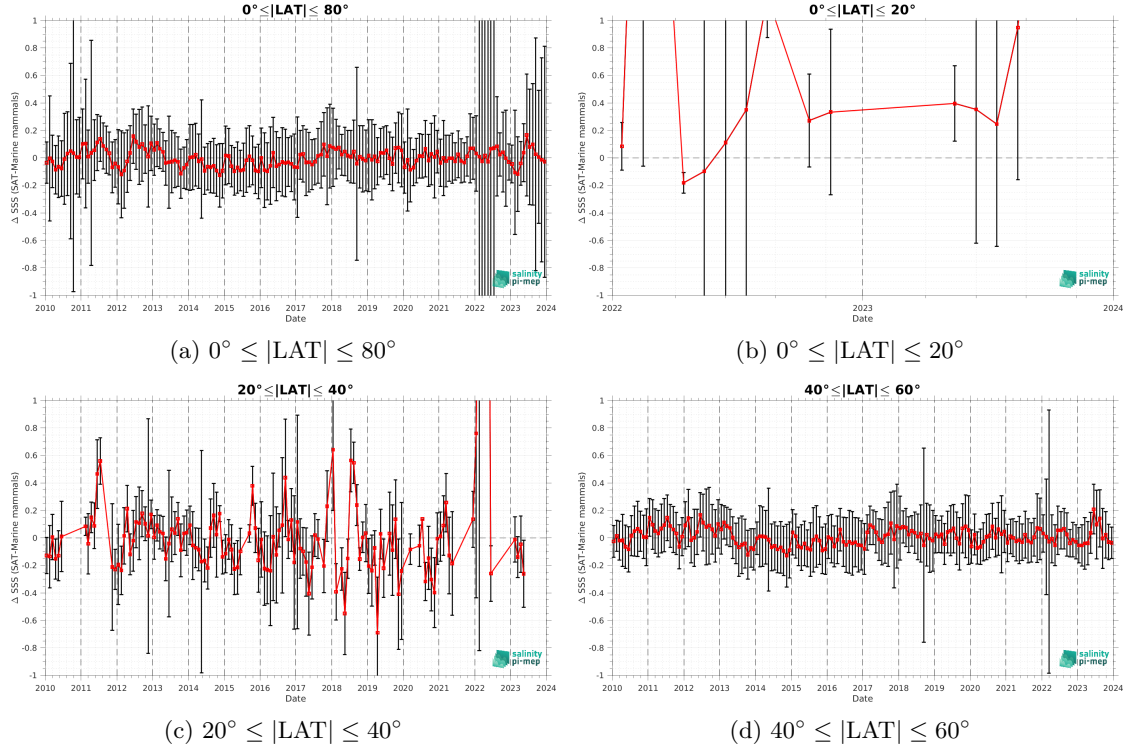 0°≤|LAT|≤ 80°
Δ SSS (SAT-Marine mammals)
1
0.8
0.6
0.4
0.2
0
-0.2
-0.4
-0.6
-0.8
-1
2010 2011 2012 2013 2014 2015 2016 2017 2018 2019 2020 2021 2022 2023 2024
Date
salinity
pi-mep
(a) 0° ≤ |LAT| ≤ 80°
0°≤|LAT|≤ 20°
Δ SSS (SAT-Marine mammals)
1
0.8
0.6
0.4
0.2
0
-0.2
-0.4
-0.6
-0.8
-1
2022 2023 2024
Date
salinity
pi-mep
(b) 0° ≤ |LAT| ≤ 20°
20°≤|LAT|≤ 40°
Δ SSS (SAT-Marine mammals)
1
0.8
0.6
0.4
0.2
0
-0.2
-0.4
-0.6
-0.8
-1
2010 2011 2012 2013 2014 2015 2016 2017 2018 2019 2020 2021 2022 2023 2024
Date
salinity
pi-mep
(c) 20° ≤ |LAT| ≤ 40°
40°≤|LAT|≤ 60°
Δ SSS (SAT-Marine mammals)
1
0.8
0.6
0.4
0.2
0
-0.2
-0.4
-0.6
-0.8
-1
2010 2011 2012 2013 2014 2015 2016 2017 2018 2019 2020 2021 2022 2023 2024
Date
salinity
pi-mep
(d) 40° ≤ |LAT| ≤ 60°